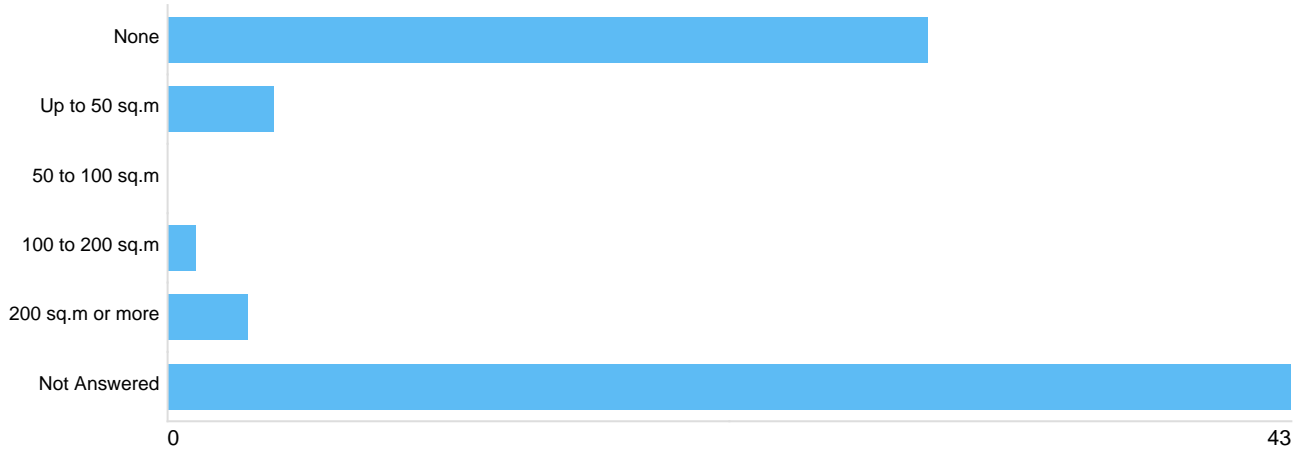 None
Up to 50 sq.m
50 to 100 sq.m
100 to 200 sq.m
200 sq.m or more
Not Answered
0 43